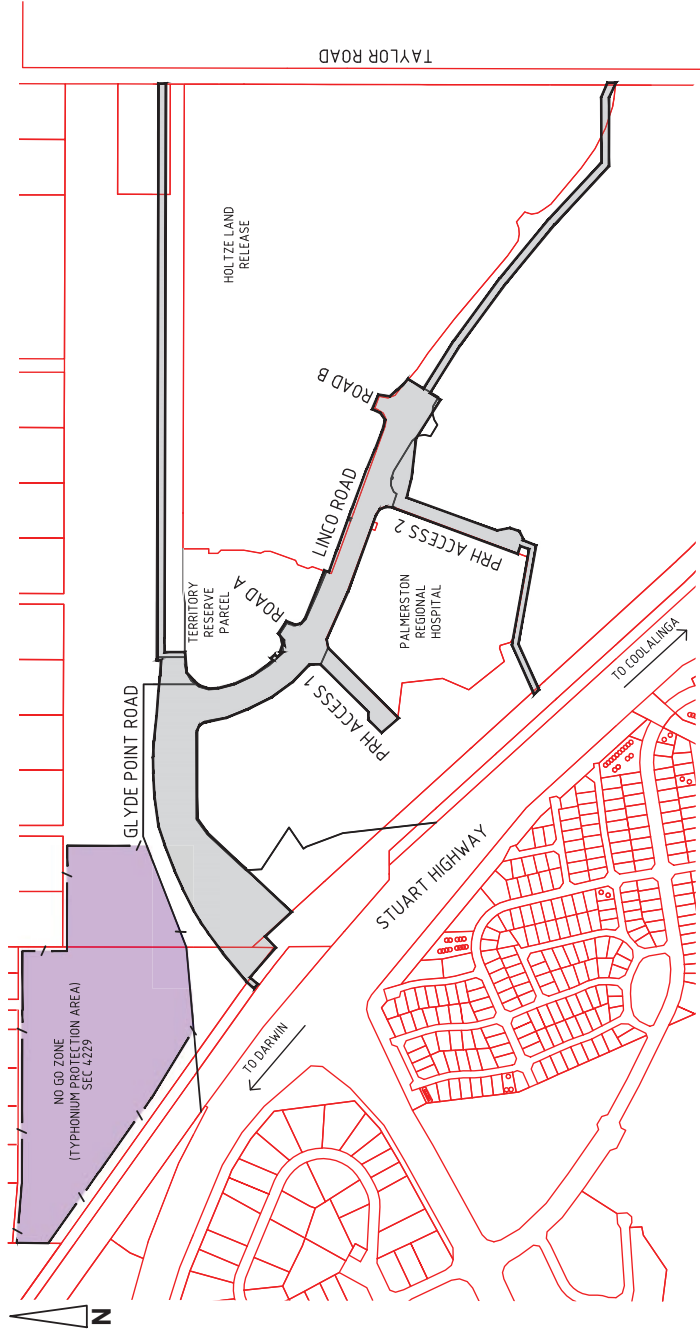 TAYLOR ROAD
HOLTZE LAND
RELEASE
ROAD B
LINCO ROAD
PRH ACCESS 2
TERRITORY
RESERVE
PARCEL
ROAD A
PALMERSTON
REGIONAL
HOSPITAL
TO COOLALINGA
GLYDE POINT ROAD
PRH ACCESS 1
STUART HIGHWAY
NO GO ZONE
(TYPHONIUM PROTECTION AREA)
SEC 4229
TO DARWIN
N